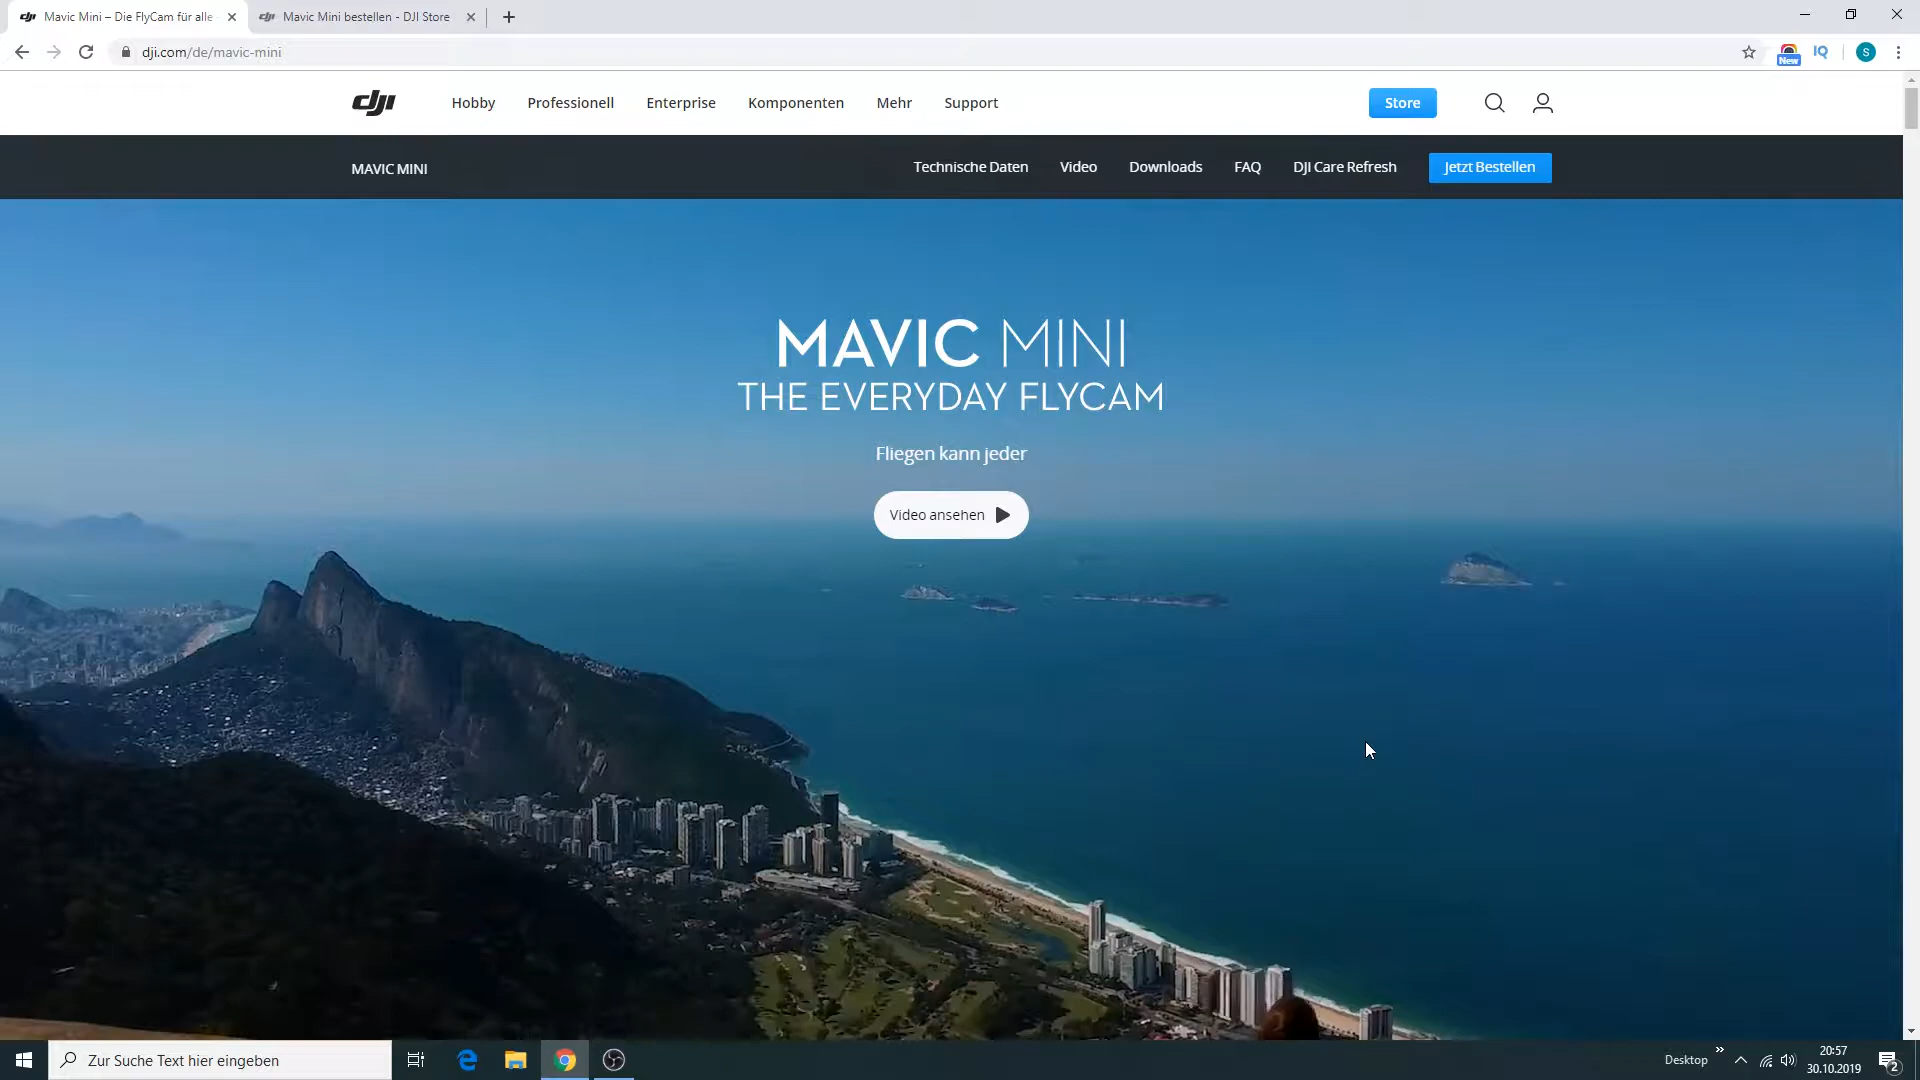 Mavic Mini – Die FlyCam für alle
Mavic Mini bestellen - DJI Store
dji.com/de/mavic-mini
New
IQ
S
dji
Hobby
Professionell
Enterprise
Komponenten
Mehr
Support
Store
MAVIC MINI
Technische Daten
Video
Downloads
FAQ
DJI Care Refresh
Jetzt Bestellen
MAVIC MINI
THE EVERYDAY FLYCAM
Fliegen kann jeder
Video ansehen
Zur Suche Text hier eingeben
Desktop
20:57
30.10.2019
2